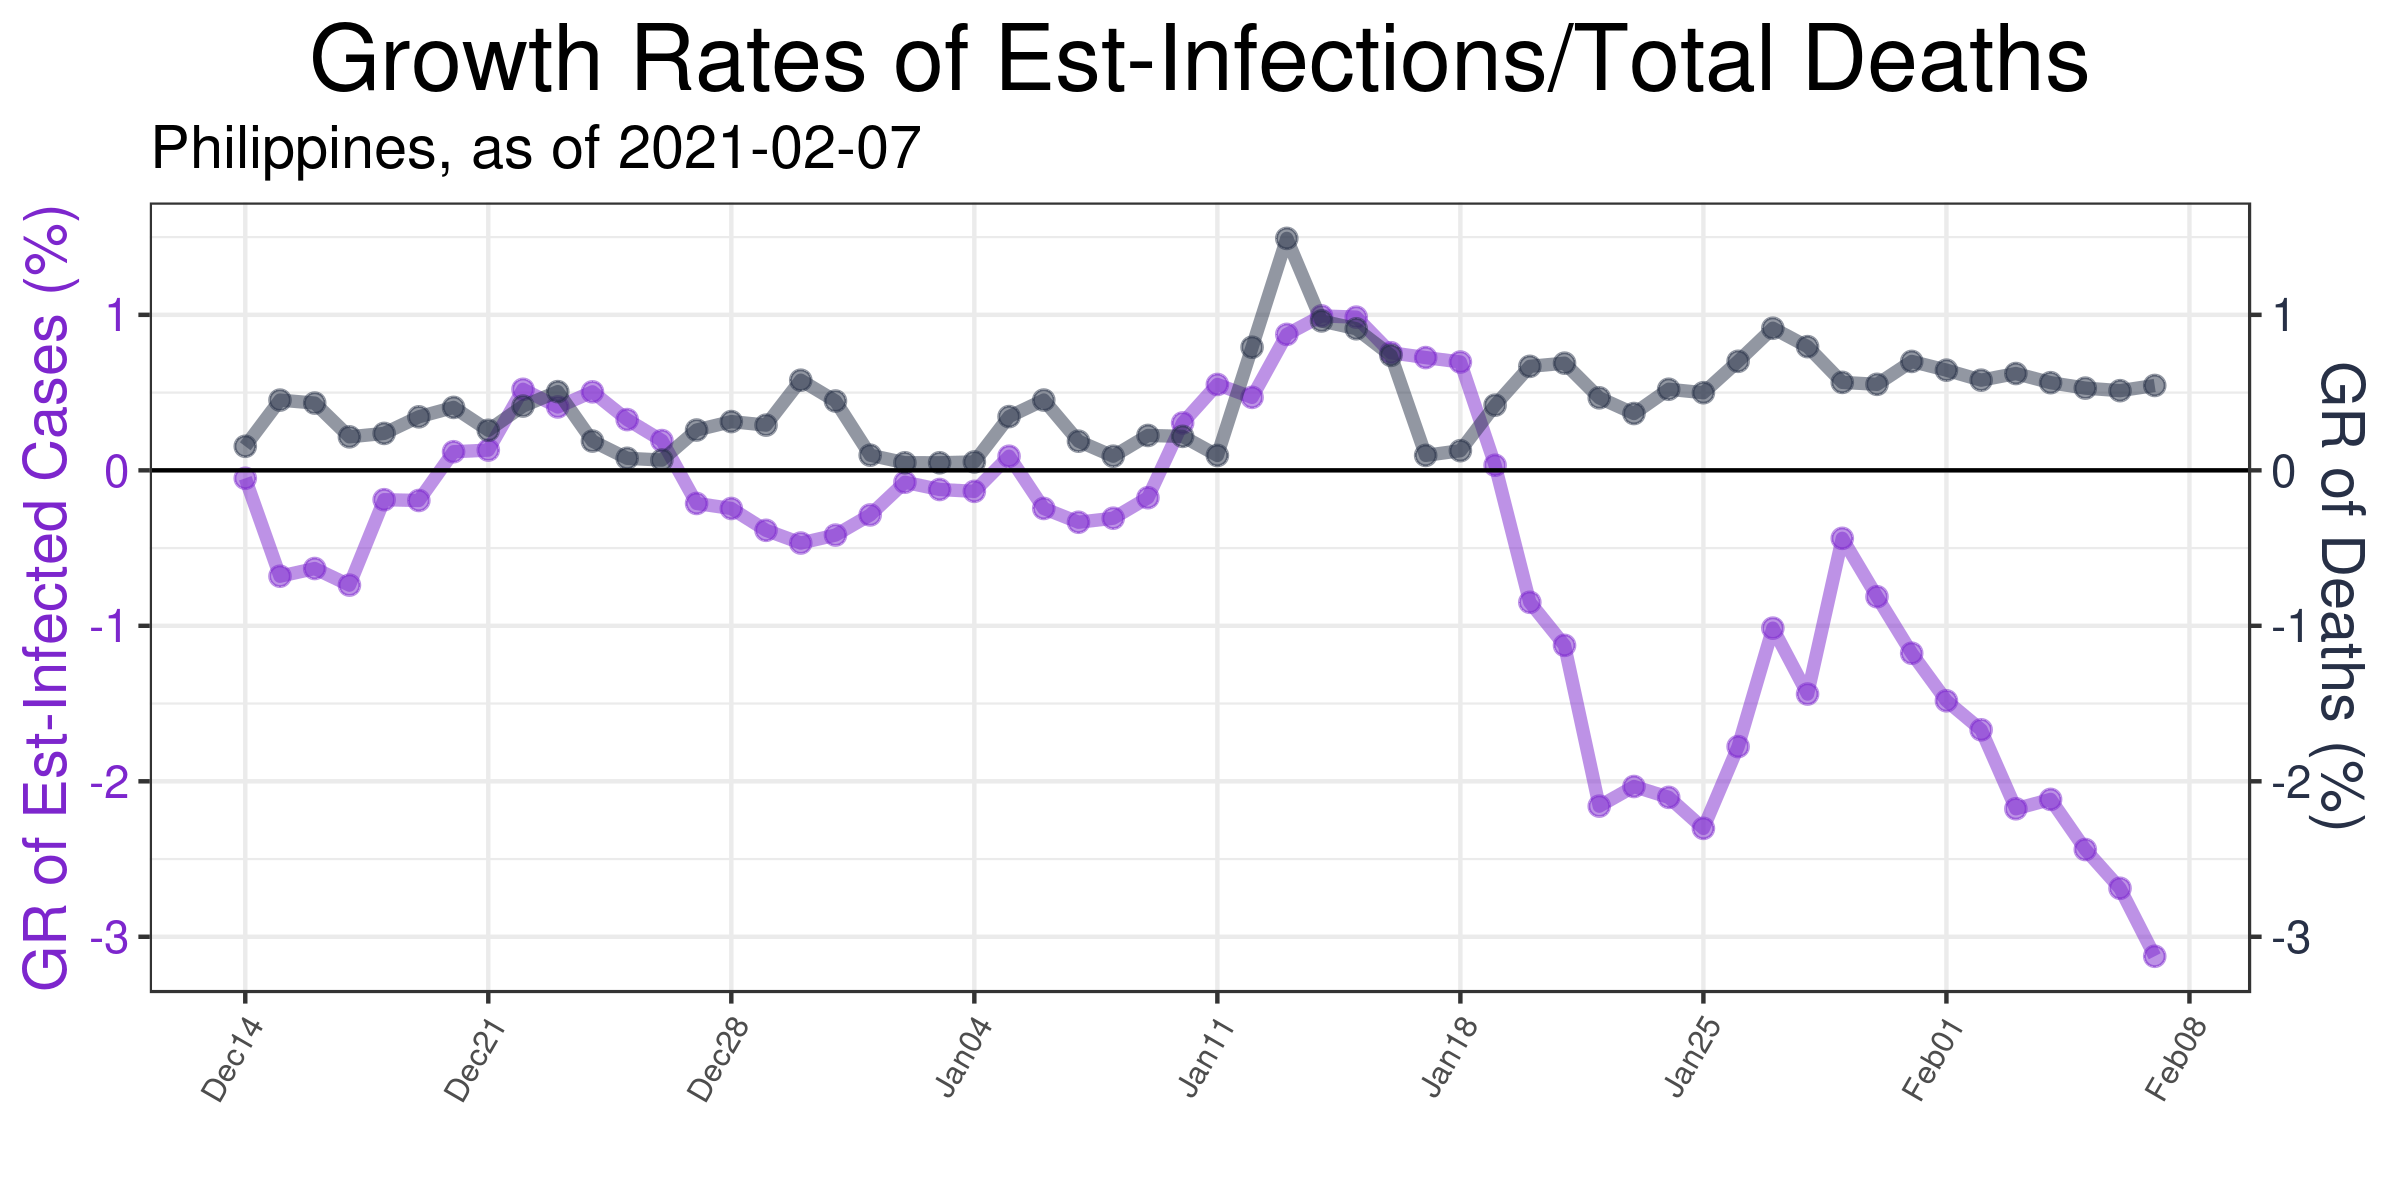 Growth Rates of Est-Infections/Total Deaths
Philippines, as of 2021-02-07
GR of Est-Infected Cases (%)
1
0
-1
-2
-3
1
0
-1
-2
-3
GR of Deaths (%)
Dec14
Dec21
Dec28
Jan04
Jan11
Jan18
Jan25
Feb01
Feb08